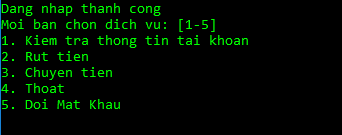 Dang nhap thanh cong
Moi ban chon dich vu: [1-5]
1. Kiem tra thong tin tai khoan
2. Rut tien
3. Chuyen tien
4. Thoat
5. Doi Mat Khau